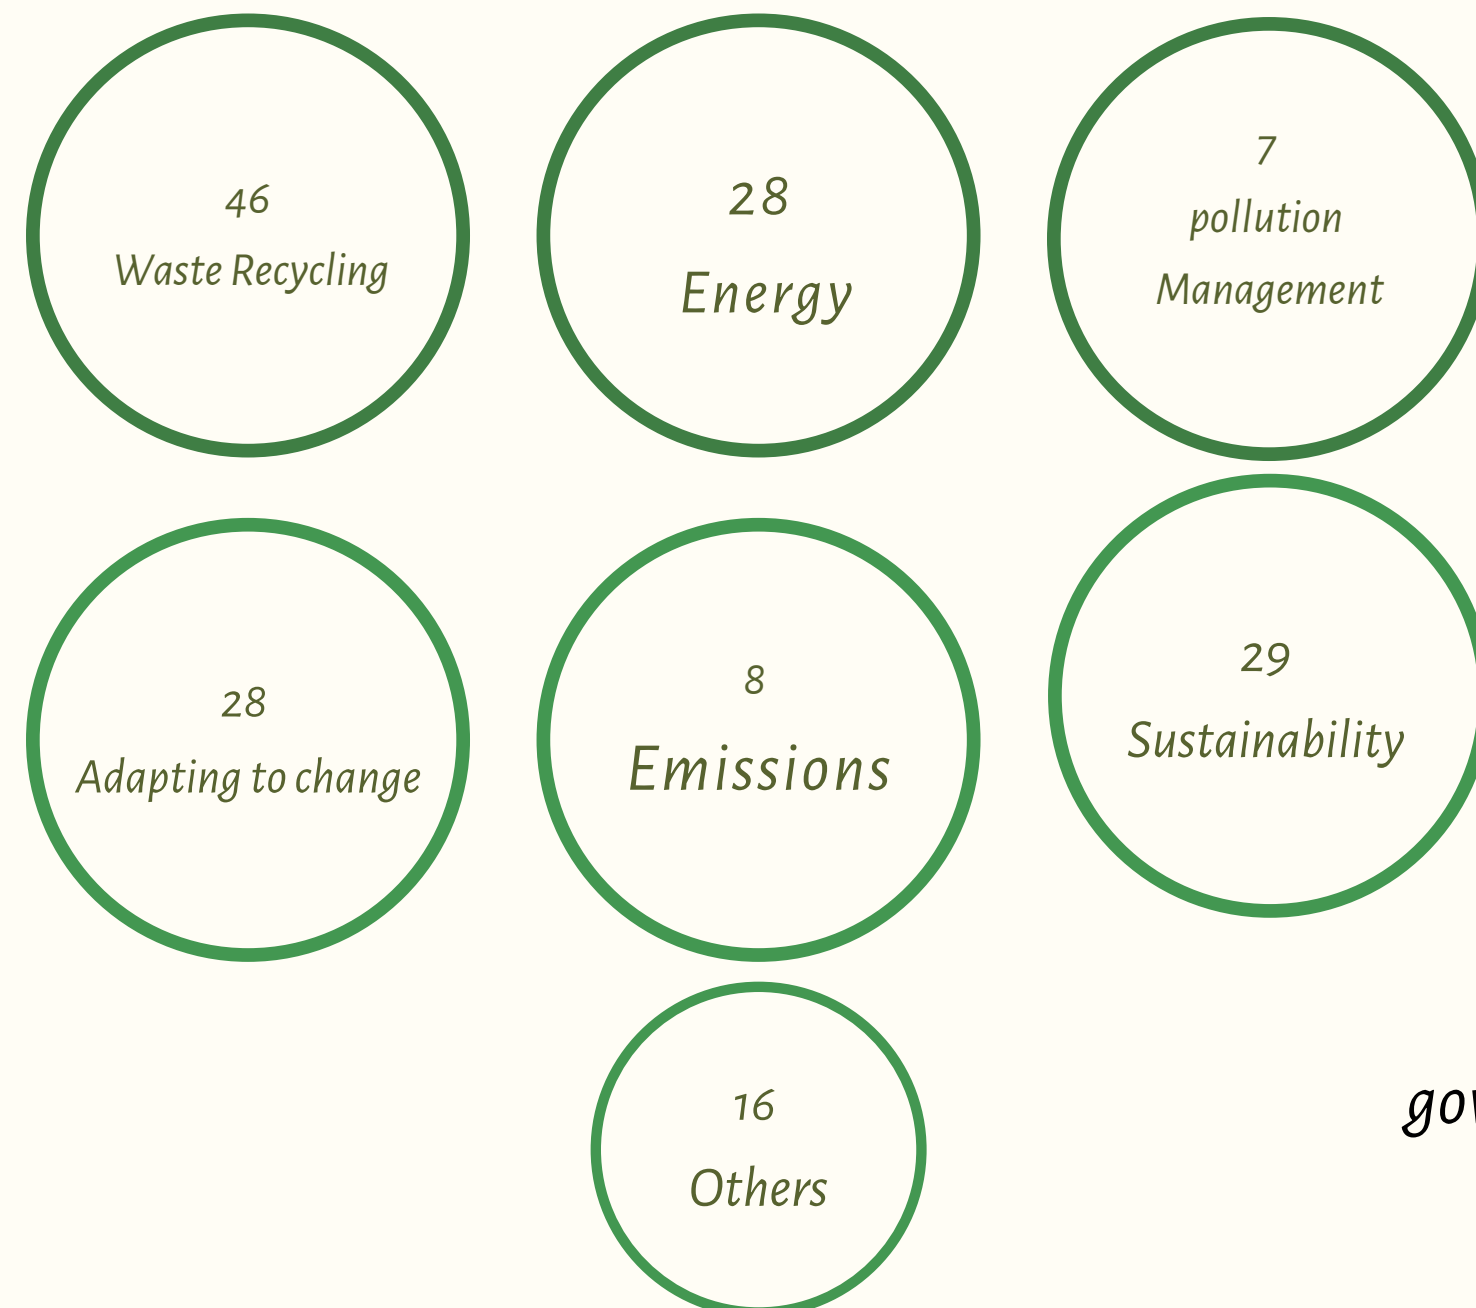 46
Waste Recycling
28
Energy
7
pollution
Management
28
Adapting to change
8
Emissions
29
Sustainability
16
Others